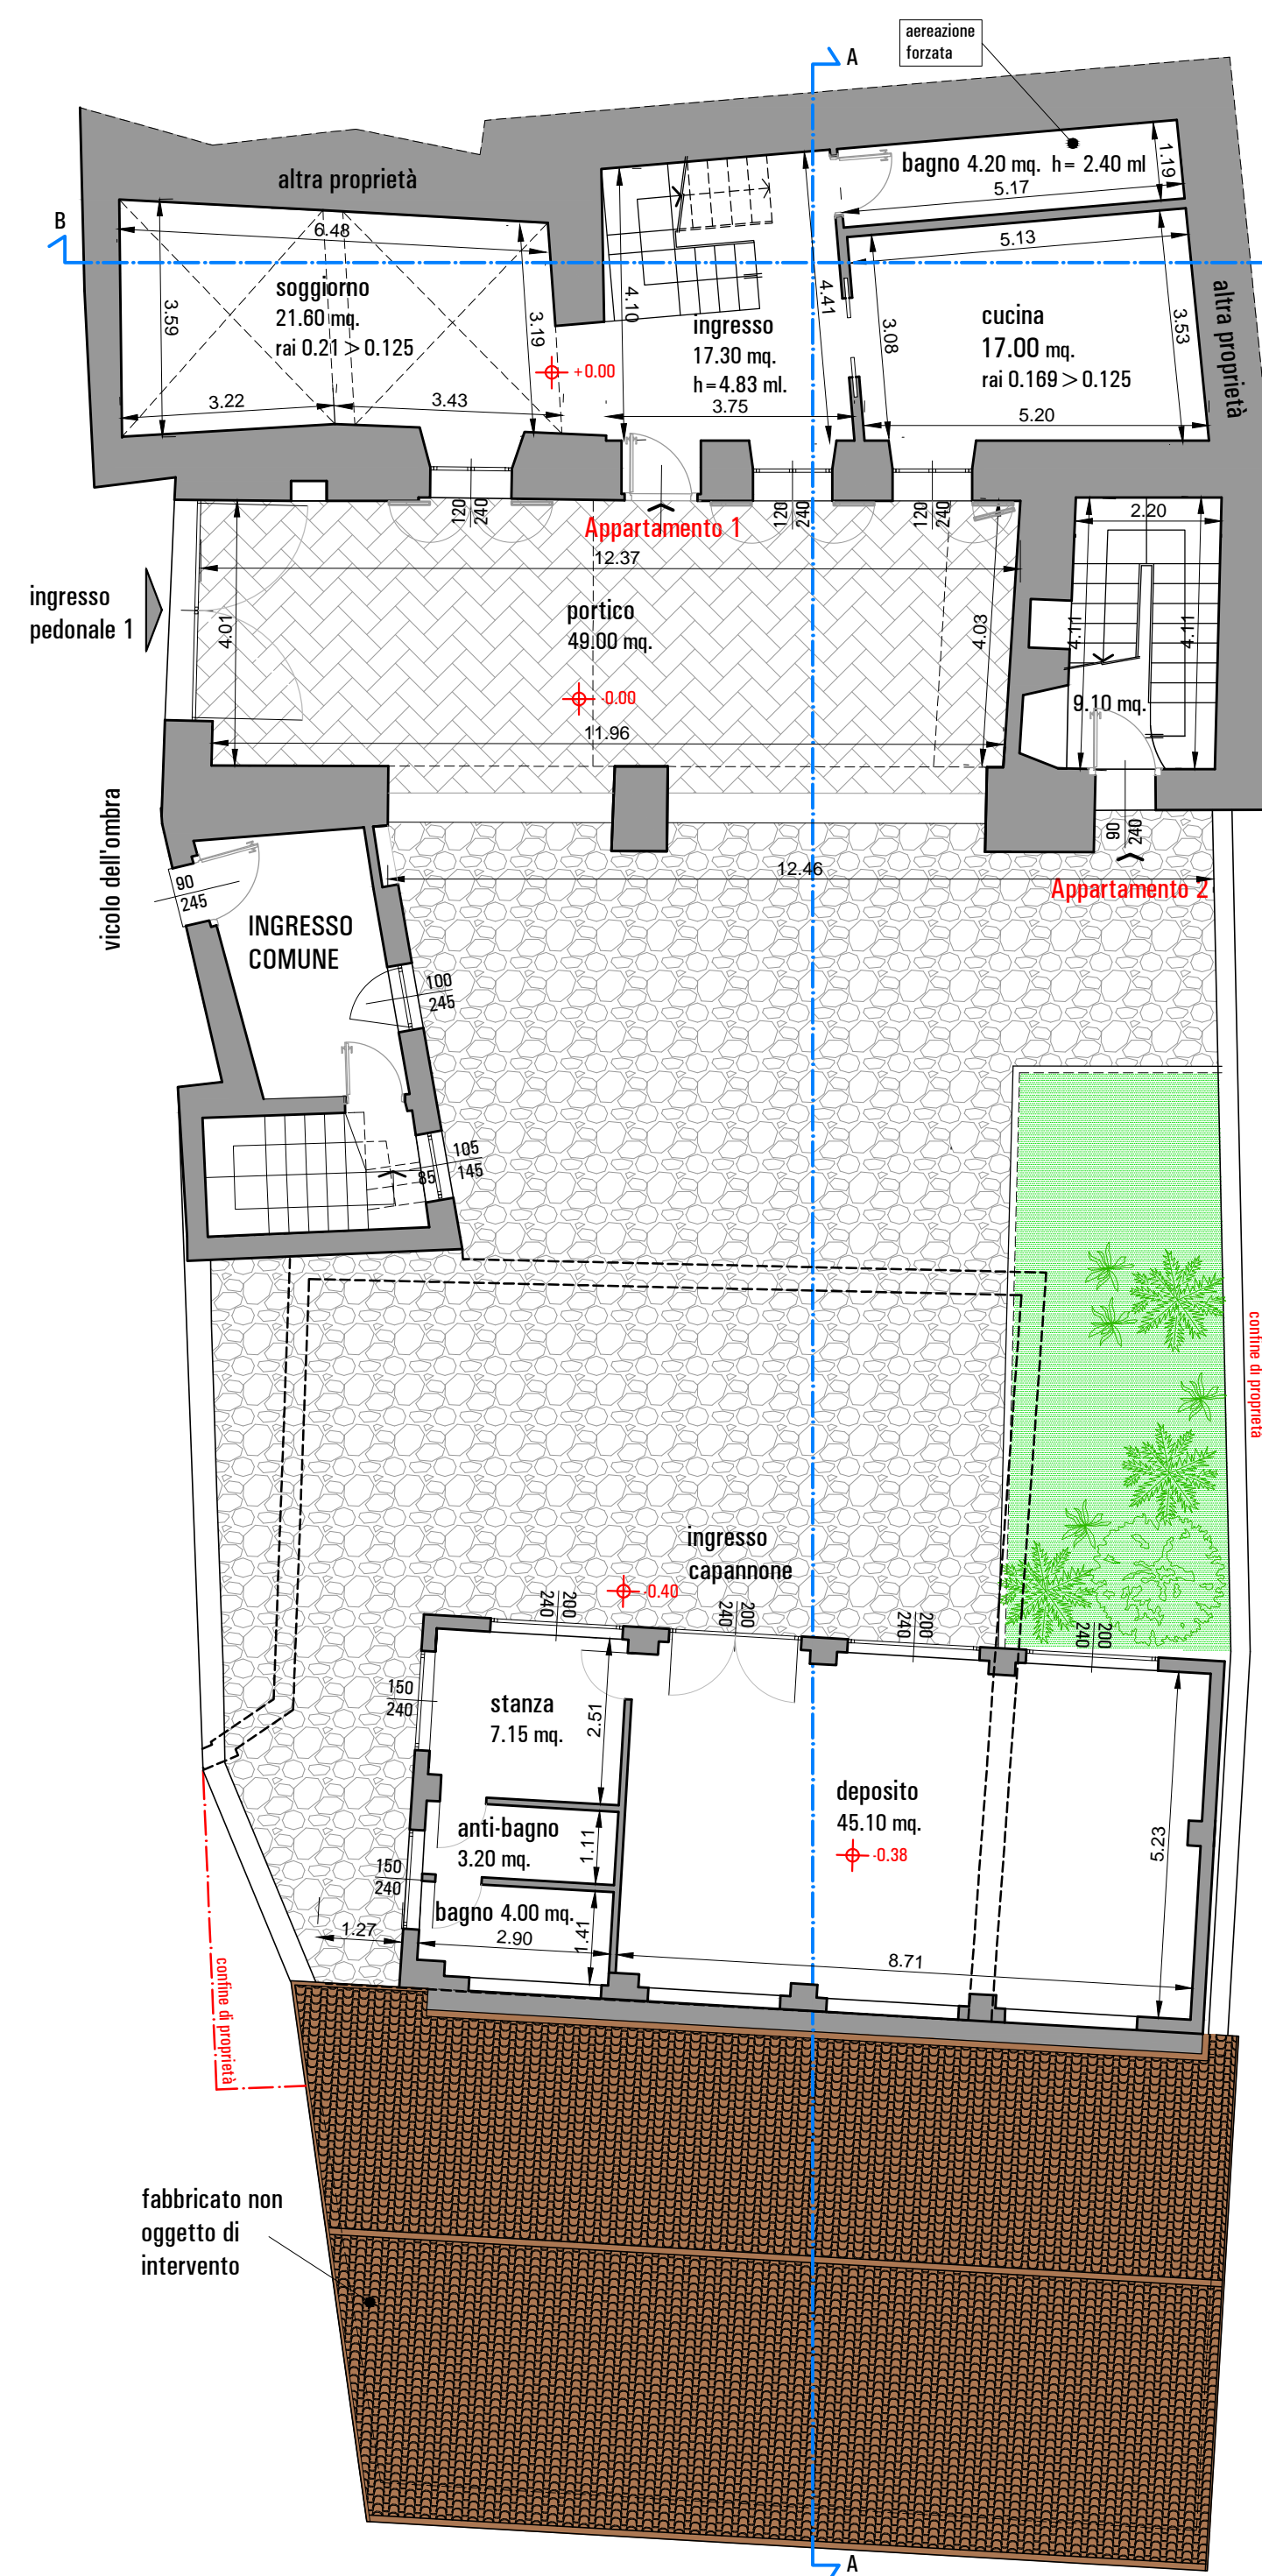 aereazione
forzata
A
bagno 4.20 mq. h= 2.40 ml
1.19
5.17
altra proprietà
B
6.48
5.13
soggiorno
21.60 mq.
rai 0.21 > 0.125
3.59
3.19
4.10
4.41
ingresso
17.30 mq.
h=4.83 ml.
3.08
cucina
17.00 mq.
rai 0.169 > 0.125
3.53
altra proprietà
+0.00
3.22
3.43
3.75
5.20
120
240
Appartamento 1
120
240
120
240
2.20
12.37
ingresso
pedonale 1
4.01
portico
49.00 mq.
4.03
4.11
4.11
-0.00
9.10 mq.
11.96
vicolo dell'ombra
90
240
12.46
Appartamento 2
90
245
INGRESSO
COMUNE
100
245
105
145
85
confine di proprietà
ingresso
capannone
-0.40
240
200
240
200
240
200
240
200
150
240
stanza
7.15 mq.
2.51
deposito
45.10 mq.
-0.38
5.23
anti-bagno
3.20 mq.
1.11
150
240
bagno 4.00 mq.
1.41
1.27
2.90
8.71
confine di proprietà
fabbricato non
oggetto di
intervento
A